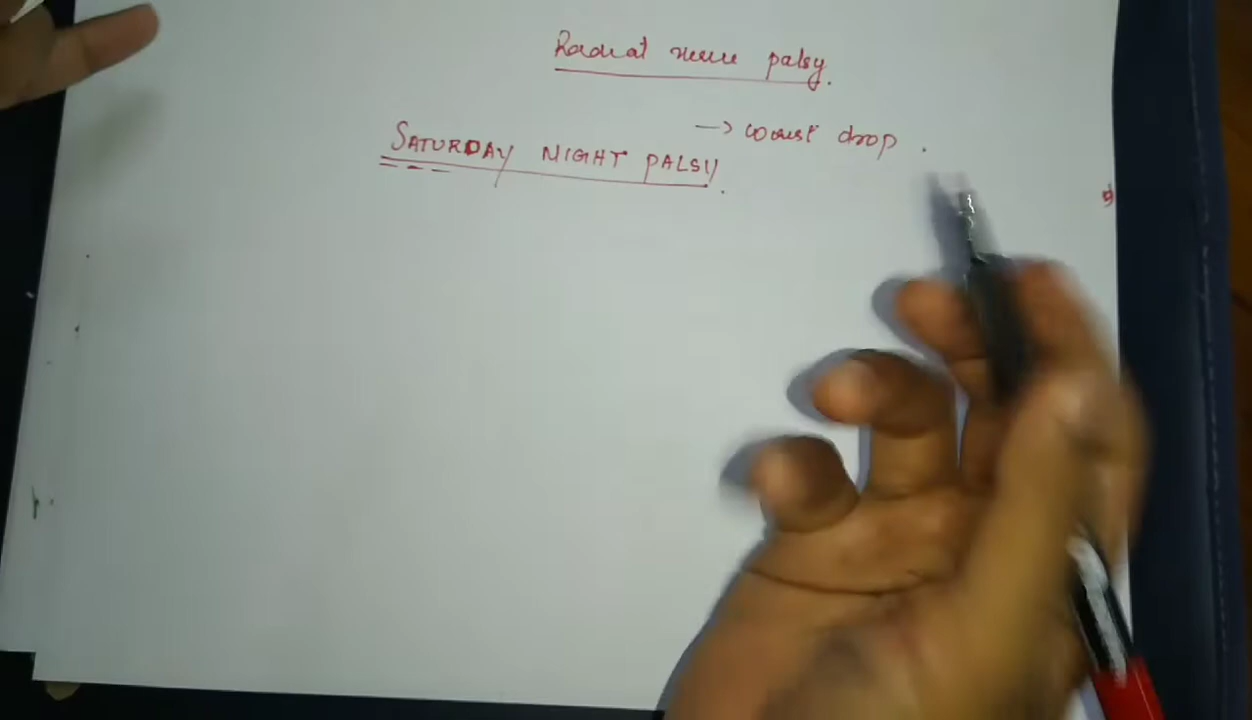 Radial nerve palsy.
→ wrist drop.
SATURDAY NIGHT PALSY.